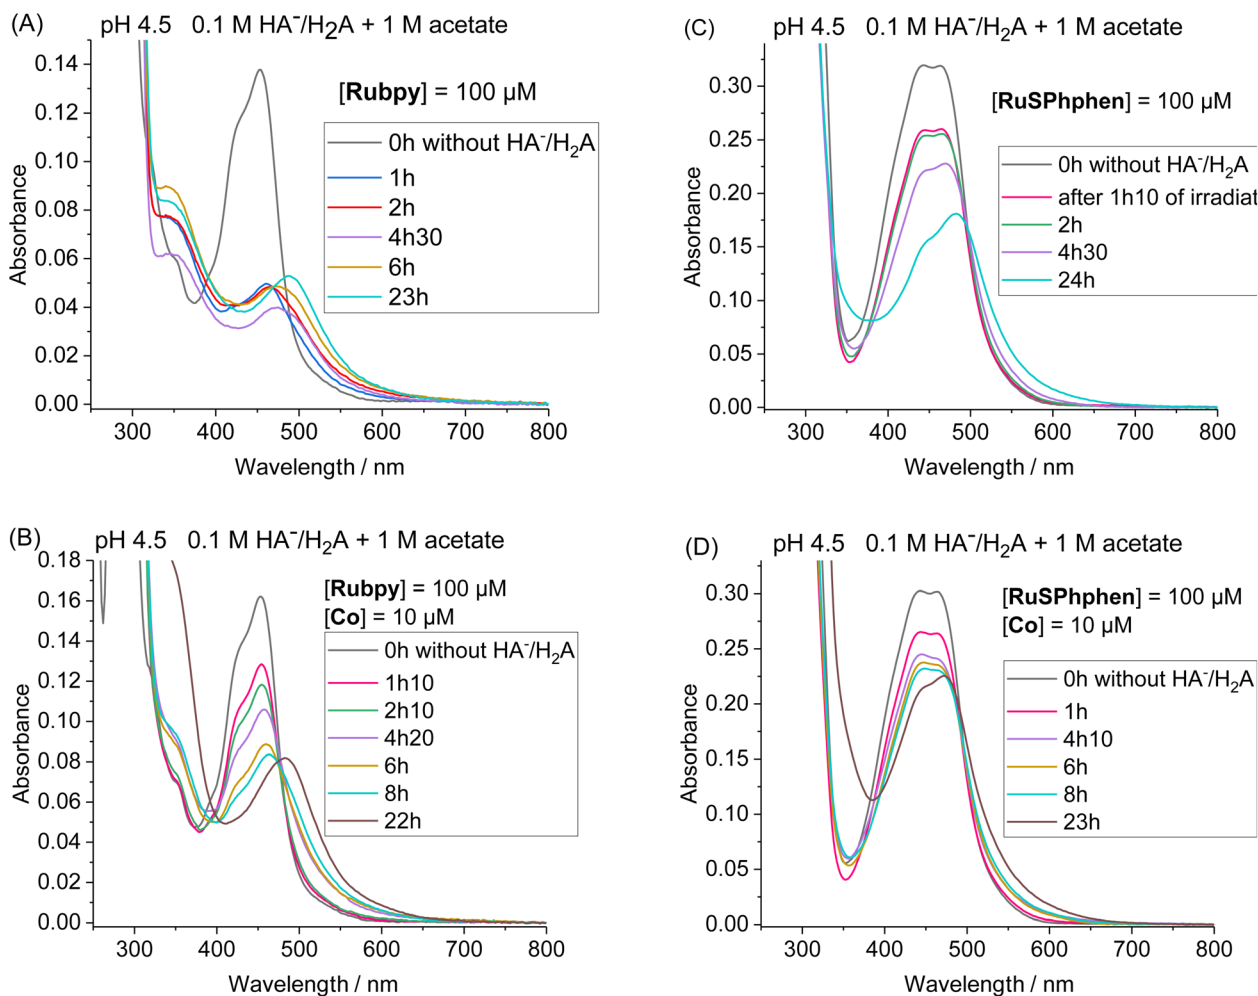 (A)
pH 4.5 0.1 M HA⁻/H₂A + 1 M acetate
[Rubpy] = 100 µM
0h without HA⁻/H₂A
1h
2h
4h30
6h
23h
Absorbance
0.14
0.12
0.10
0.08
0.06
0.04
0.02
0.00
300 400 500 600 700 800
Wavelength / nm
(C)
pH 4.5 0.1 M HA⁻/H₂A + 1 M acetate
[RuSPhphen] = 100 µM
0h without HA⁻/H₂A
after 1h10 of irradiat
2h
4h30
24h
Absorbance
0.30
0.25
0.20
0.15
0.10
0.05
0.00
300 400 500 600 700 800
Wavelength / nm
(B)
pH 4.5 0.1 M HA⁻/H₂A + 1 M acetate
[Rubpy] = 100 µM
[Co] = 10 µM
0h without HA⁻/H₂A
1h10
2h10
4h20
6h
8h
22h
Absorbance
0.18
0.16
0.14
0.12
0.10
0.08
0.06
0.04
0.02
0.00
300 400 500 600 700 800
Wavelength / nm
(D)
pH 4.5 0.1 M HA⁻/H₂A + 1 M acetate
[RuSPhphen] = 100 µM
[Co] = 10 µM
0h without HA⁻/H₂A
1h
4h10
6h
8h
23h
Absorbance
0.30
0.25
0.20
0.15
0.10
0.05
0.00
300 400 500 600 700 800
Wavelength / nm